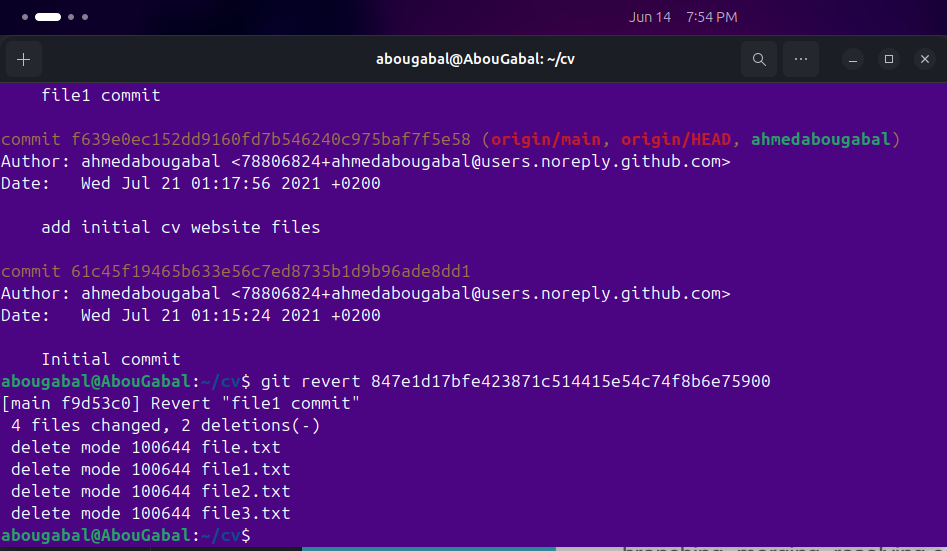 Jun 14 7:54 PM
abougabal@AbouGabal: ~/cv
file1 commit
commit f639e0ec152dd9160fd7b546240c975baf7f5e58 (origin/main, origin/HEAD, ahmedabougabal)
Author: ahmedabougabal <78806824+ahmedabougabal@users.noreply.github.com>
Date:   Wed Jul 21 01:17:56 2021 +0200
add initial cv website files
commit 61c45f19465b633e56c7ed8735b1d9b96ade8dd1
Author: ahmedabougabal <78806824+ahmedabougabal@users.noreply.github.com>
Date:   Wed Jul 21 01:15:24 2021 +0200
Initial commit
abougabal@AbouGabal:~/cv$ git revert 847e1d17bfe423871c514415e54c74f8b6e75900
[main f9d53c0] Revert "file1 commit"
4 files changed, 2 deletions(-)
delete mode 100644 file.txt
delete mode 100644 file1.txt
delete mode 100644 file2.txt
delete mode 100644 file3.txt
abougabal@AbouGabal:~/cv$